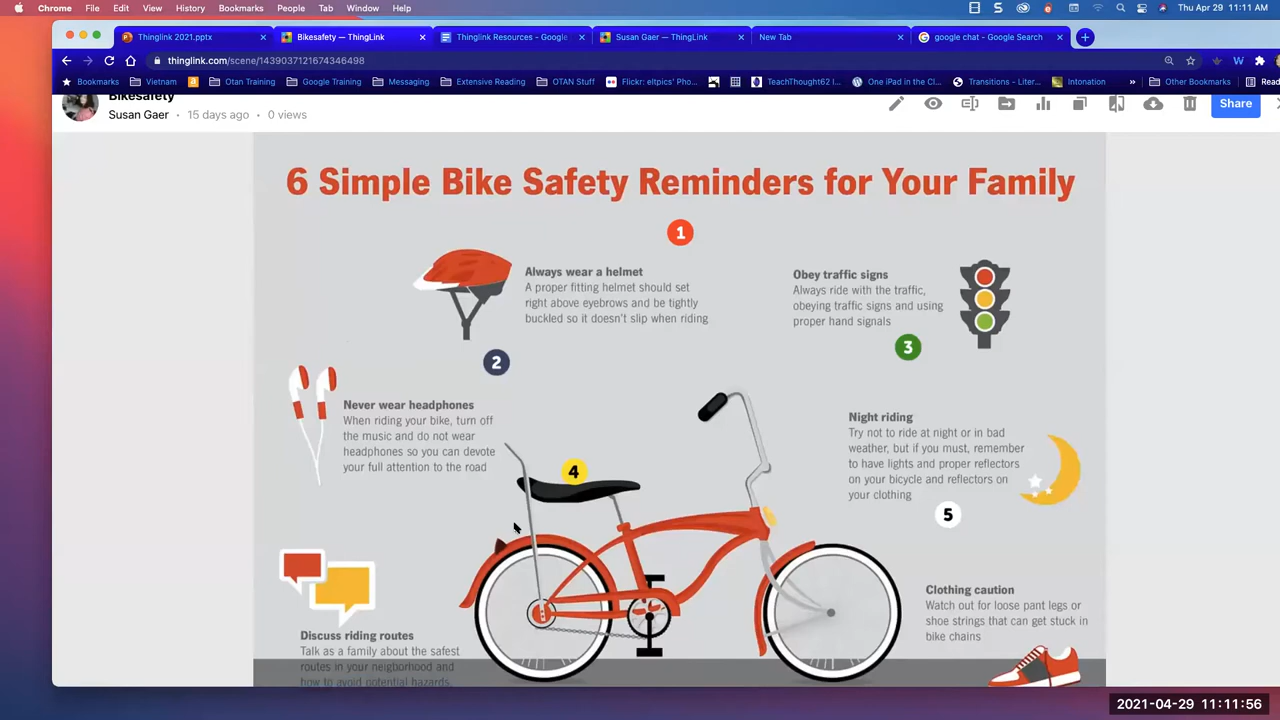 Chrome File Edit View History Bookmarks People Tab Window Help Thu Apr 29 11:11 AM
Thinglink 2021.pptx Bikesafety — ThingLink Thinglink Resources - Google Susan Gaer — ThingLink New Tab google chat - Google Search
thinglink.com/scene/1439037121674346498
Bookmarks Vietnam Otan Training Google Training Messaging Extensive Reading OTAN Stuff Flickr: eltpics' Pho... TeachThought62 I... One iPad in the Cl... Transitions - Liter... Intonation » Other Bookmarks Read
Bikesafety
Susan Gaer · 15 days ago · 0 views
Share
6 Simple Bike Safety Reminders for Your Family
1
Always wear a helmet
A proper fitting helmet should set
right above eyebrows and be tightly
buckled so it doesn't slip when riding
Obey traffic signs
Always ride with the traffic,
obeying traffic signs and using
proper hand signals
2
3
Never wear headphones
When riding your bike, turn off
the music and do not wear
headphones so you can devote
your full attention to the road
Night riding
Try not to ride at night or in bad
weather, but if you must, remember
to have lights and proper reflectors
on your bicycle and reflectors on
your clothing
4
5
Discuss riding routes
Talk as a family about the safest
routes in your neigborhood and
how to avoid potential hazards.
Clothing caution
Watch out for loose pant legs or
shoe strings that can get stuck in
bike chains
2021-04-29 11:11:56